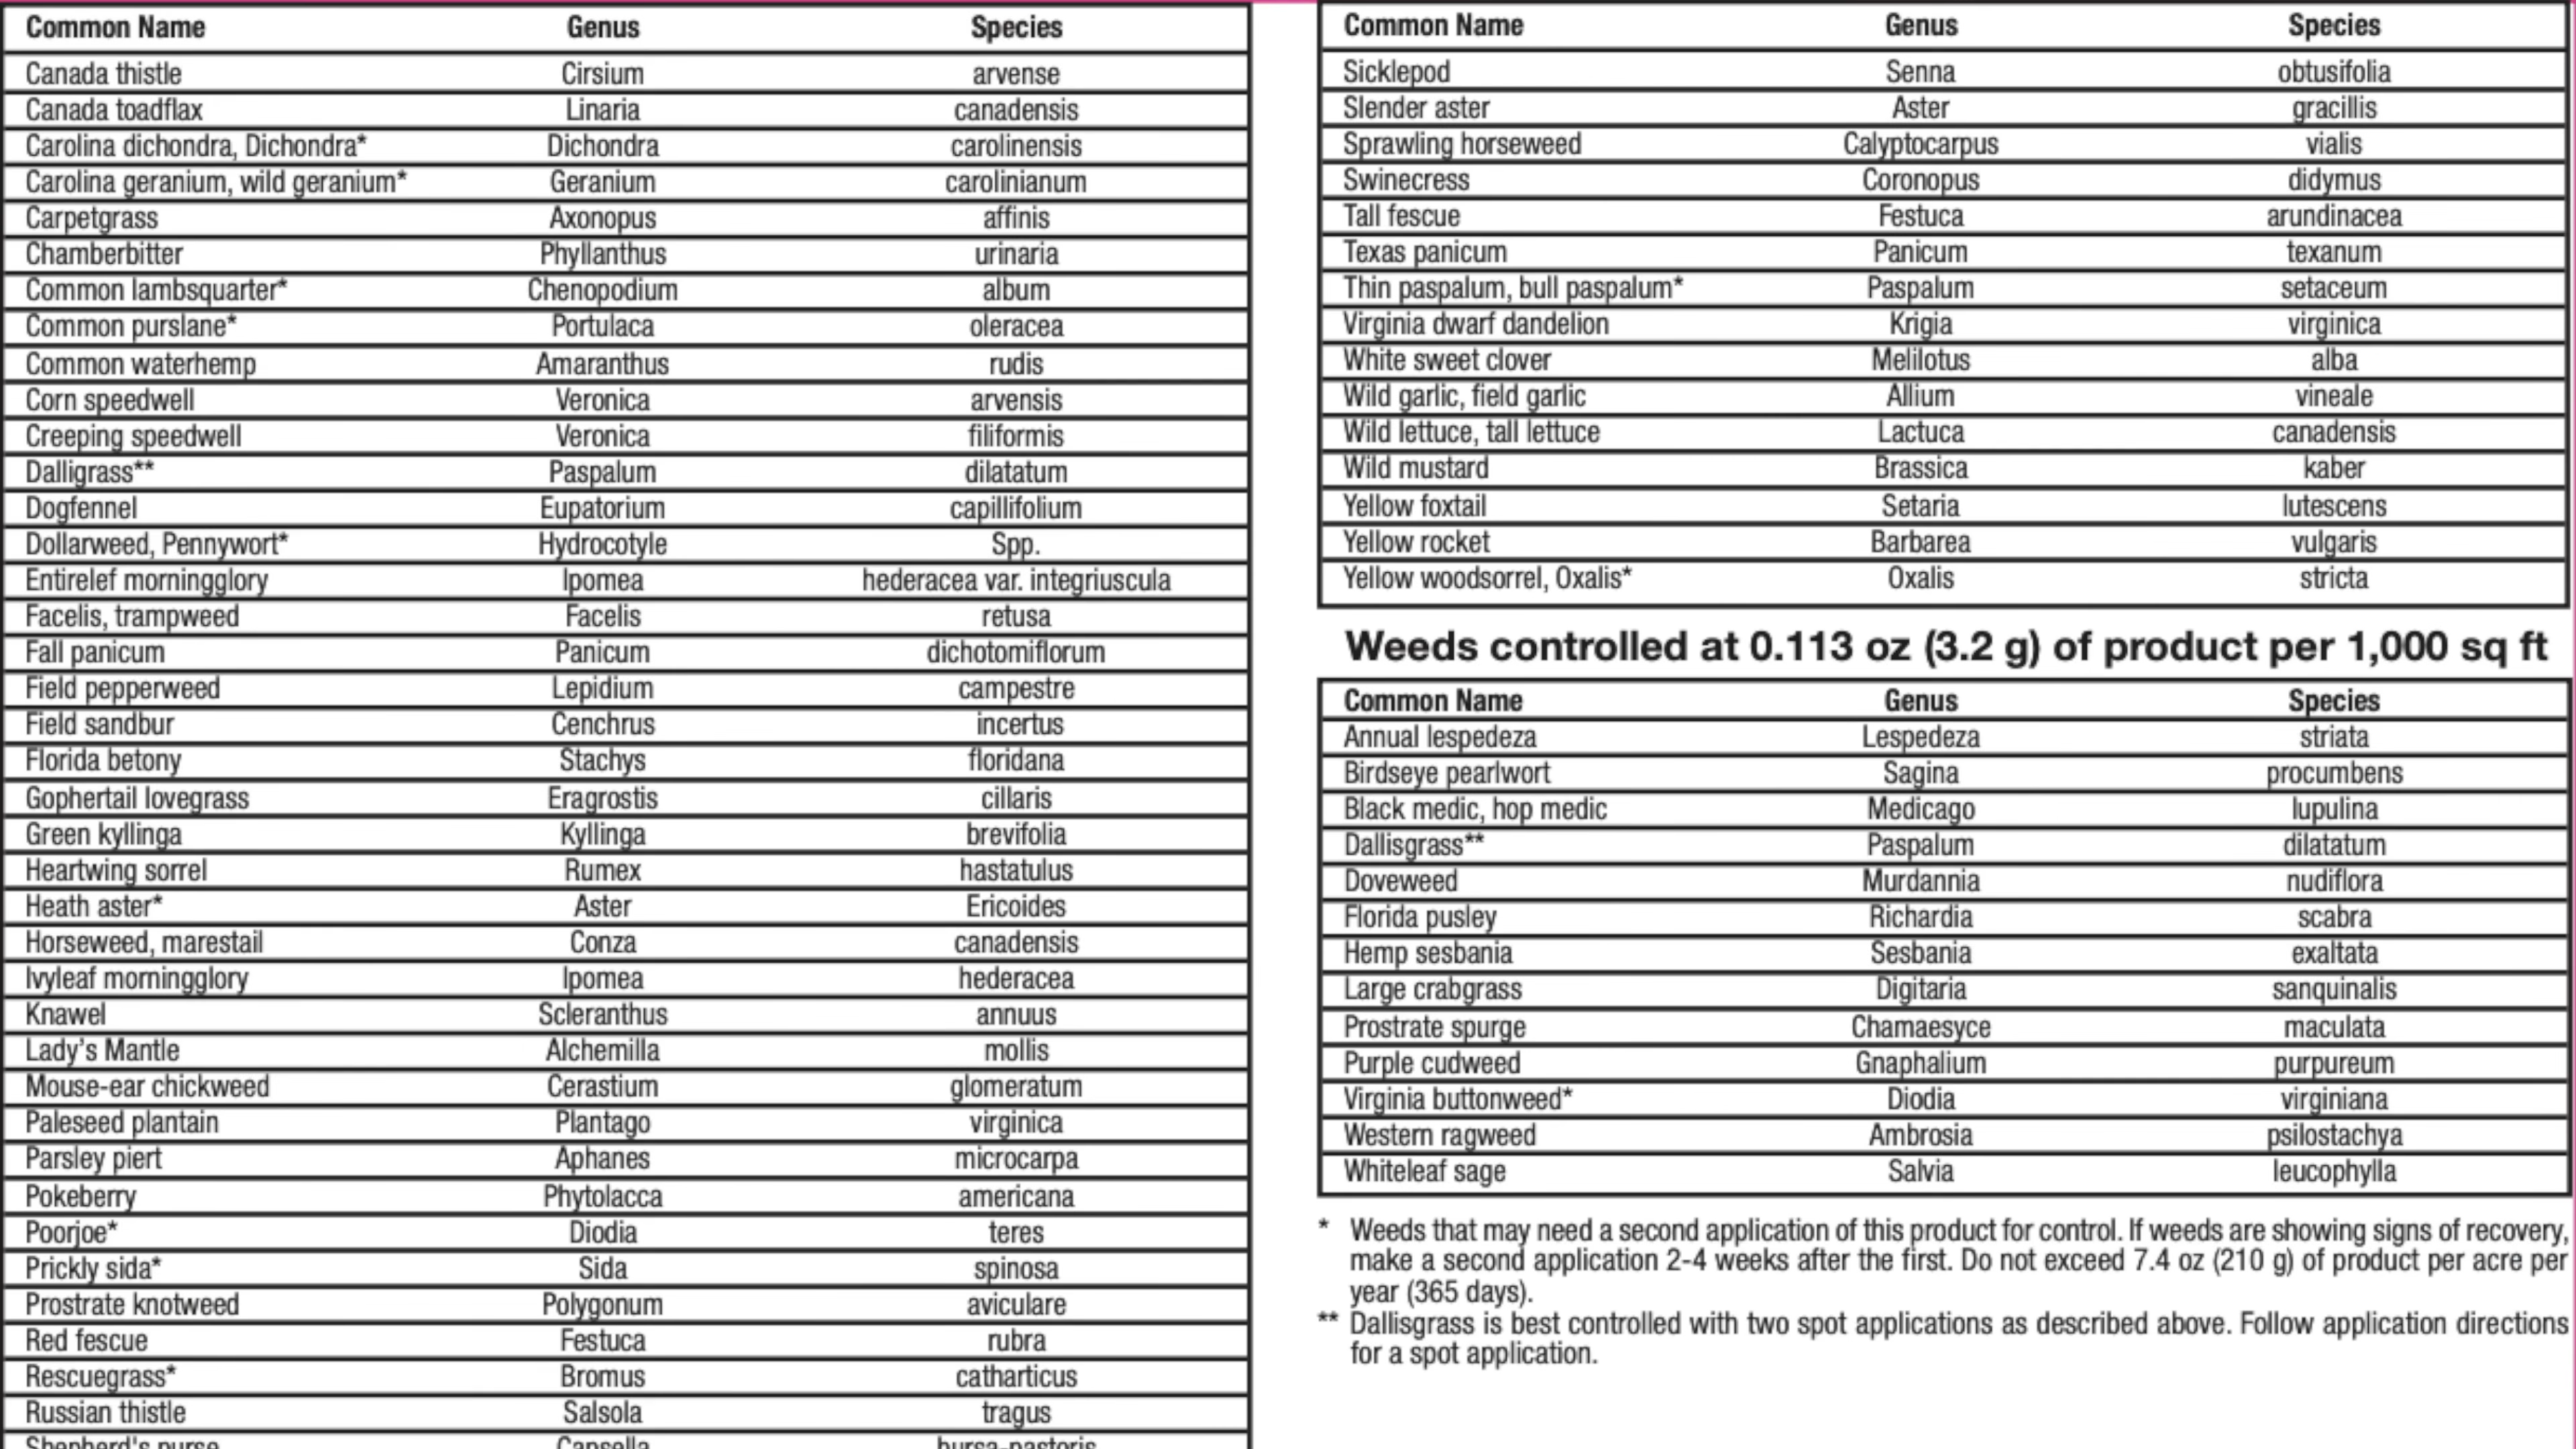 Common Name Genus Species
Canada thistle Cirsium arvense
Canada toadflax Linaria canadensis
Carolina dichondra, Dichondra* Dichondra carolinensis
Carolina geranium, wild geranium* Geranium carolinianum
Carpetgrass Axonopus affinis
Chamberbitter Phyllanthus urinaria
Common lambsquarter* Chenopodium album
Common purslane* Portulaca oleracea
Common waterhemp Amaranthus rudis
Corn speedwell Veronica arvensis
Creeping speedwell Veronica filiformis
Dalligrass** Paspalum dilatatum
Dogfennel Eupatorium capillifolium
Dollarweed, Pennywort* Hydrocotyle Spp.
Entirelef morningglory Ipomea hederacea var. integriuscula
Facelis, trampweed Facelis retusa
Fall panicum Panicum dichotomiflorum
Field pepperweed Lepidium campestre
Field sandbur Cenchrus incertus
Florida betony Stachys floridana
Gophertail lovegrass Eragrostis cillaris
Green kyllinga Kyllinga brevifolia
Heartwing sorrel Rumex hastatulus
Heath aster* Aster Ericoides
Horseweed, marestail Conza canadensis
Ivyleaf morningglory Ipomea hederacea
Knawel Scleranthus annuus
Lady's Mantle Alchemilla mollis
Mouse-ear chickweed Cerastium glomeratum
Paleseed plantain Plantago virginica
Parsley piert Aphanes microcarpa
Pokeberry Phytolacca americana
Poorjoe* Diodia teres
Prickly sida* Sida spinosa
Prostrate knotweed Polygonum aviculare
Red fescue Festuca rubra
Rescuegrass* Bromus catharticus
Russian thistle Salsola tragus
Shepherd's purse Capsella bursa-pastoris
Common Name Genus Species
Sicklepod Senna obtusifolia
Slender aster Aster gracillis
Sprawling horseweed Calyptocarpus vialis
Swinecress Coronopus didymus
Tall fescue Festuca arundinacea
Texas panicum Panicum texanum
Thin paspalum, bull paspalum* Paspalum setaceum
Virginia dwarf dandelion Krigia virginica
White sweet clover Melilotus alba
Wild garlic, field garlic Allium vineale
Wild lettuce, tall lettuce Lactuca canadensis
Wild mustard Brassica kaber
Yellow foxtail Setaria lutescens
Yellow rocket Barbarea vulgaris
Yellow woodsorrel, Oxalis* Oxalis stricta
Weeds controlled at 0.113 oz (3.2 g) of product per 1,000 sq ft
Common Name Genus Species
Annual lespedeza Lespedeza striata
Birdseye pearlwort Sagina procumbens
Black medic, hop medic Medicago lupulina
Dallisgrass** Paspalum dilatatum
Doveweed Murdannia nudiflora
Florida pusley Richardia scabra
Hemp sesbania Sesbania exaltata
Large crabgrass Digitaria sanquinalis
Prostrate spurge Chamaesyce maculata
Purple cudweed Gnaphalium purpureum
Virginia buttonweed* Diodia virginiana
Western ragweed Ambrosia psilostachya
Whiteleaf sage Salvia leucophylla
* Weeds that may need a second application of this product for control. If weeds are showing signs of recovery,
make a second application 2-4 weeks after the first. Do not exceed 7.4 oz (210 g) of product per acre per
year (365 days).
** Dallisgrass is best controlled with two spot applications as described above. Follow application directions
for a spot application.